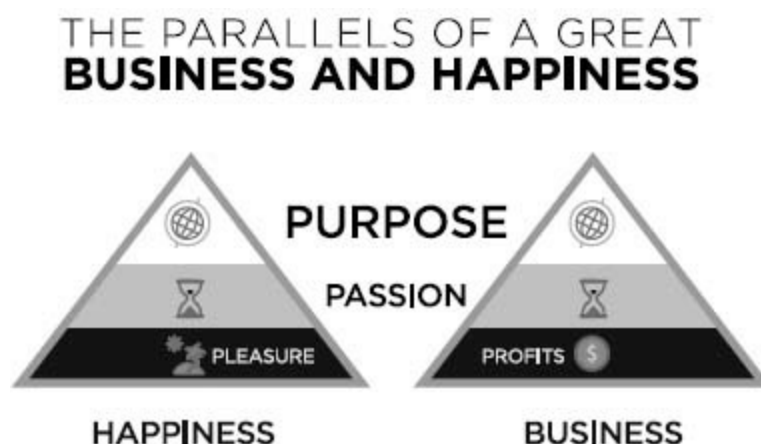 THE PARALLELS OF A GREAT
BUSINESS AND HAPPINESS
PURPOSE
PASSION
PLEASURE
PROFITS
$
HAPPINESS
BUSINESS